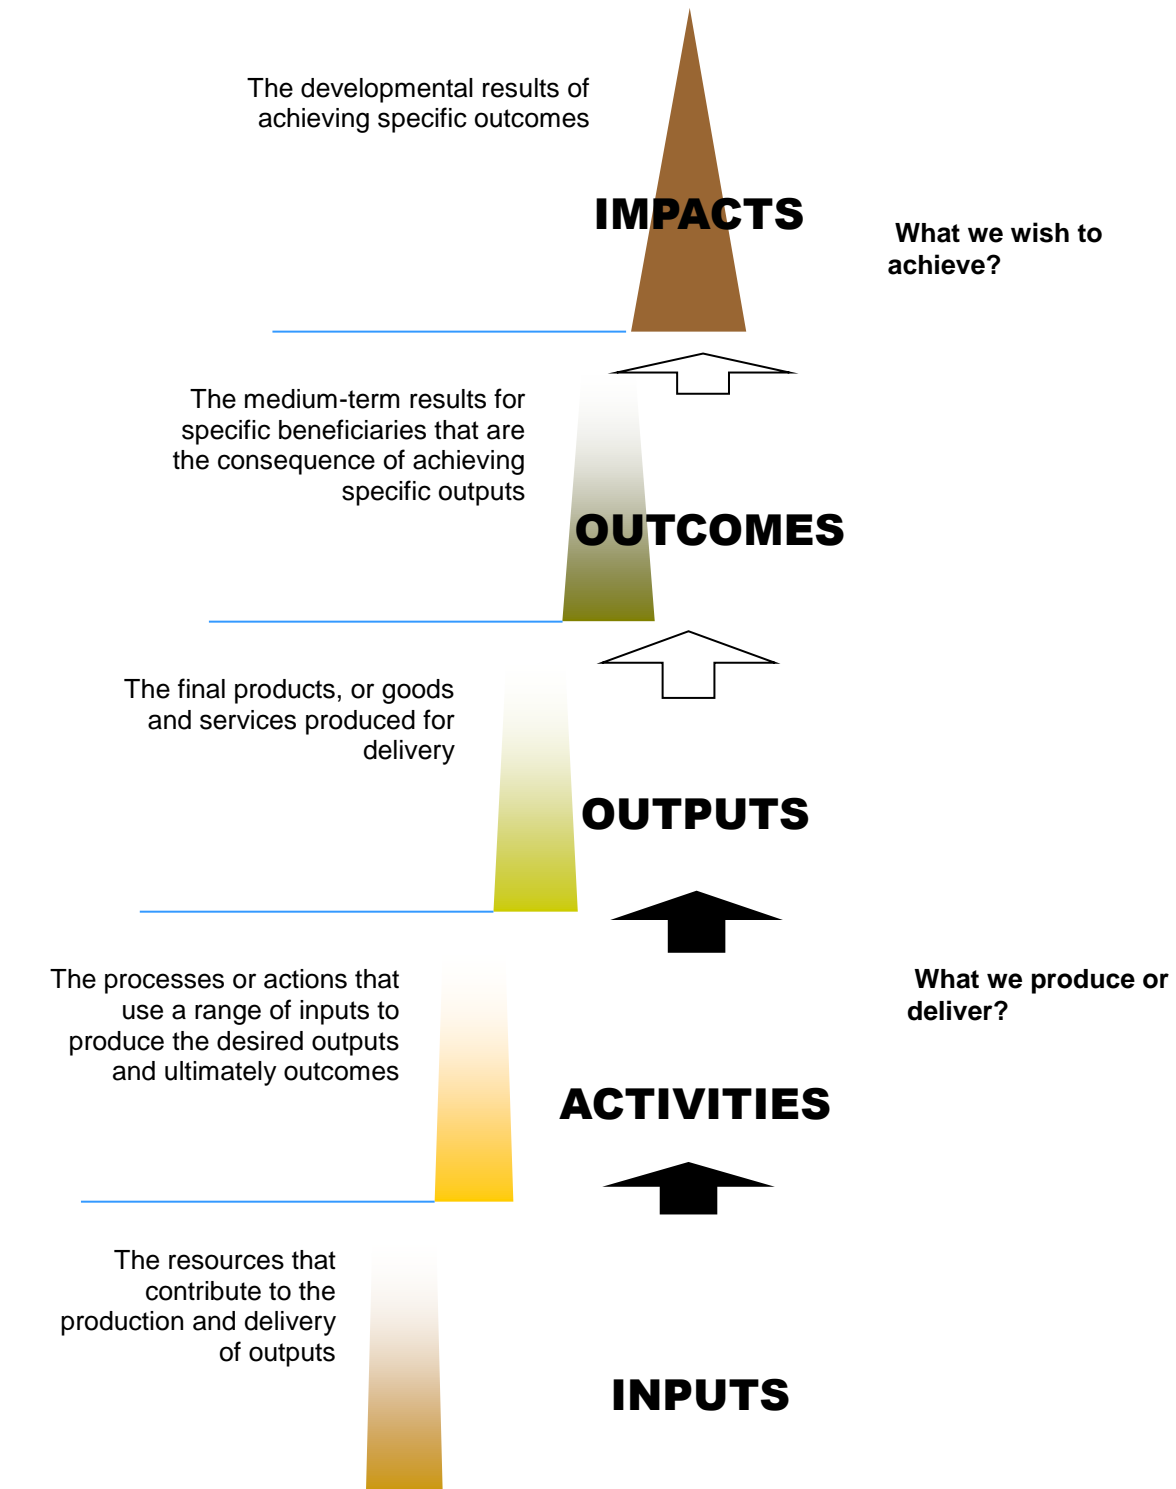 The developmental results of
achieving specific outcomes
IMPACTS
What we wish to
achieve?
The medium-term results for
specific beneficiaries that are
the consequence of achieving
specific outputs
OUTCOMES
The final products, or goods
and services produced for
delivery
OUTPUTS
The processes or actions that
use a range of inputs to
produce the desired outputs
and ultimately outcomes
What we produce or
deliver?
ACTIVITIES
The resources that
contribute to the
production and delivery
of outputs
INPUTS